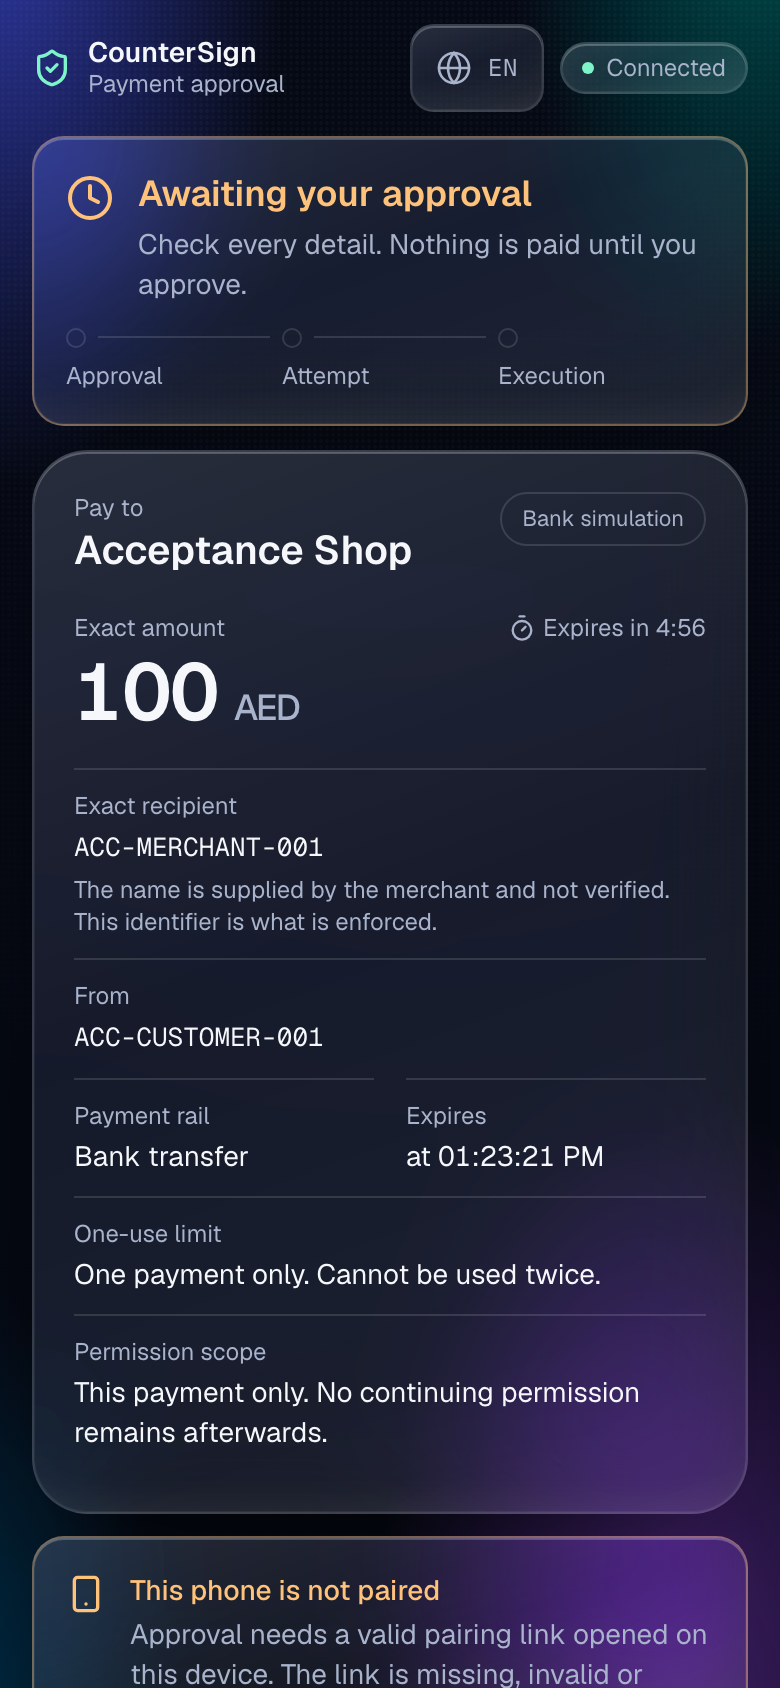 CounterSign
Payment approval
EN
Connected
Awaiting your approval
Check every detail. Nothing is paid until you
approve.
Approval
Attempt
Execution
Pay to
Bank simulation
Acceptance Shop
Exact amount
Expires in 4:56
100 AED
Exact recipient
ACC-MERCHANT-001
The name is supplied by the merchant and not verified.
This identifier is what is enforced.
From
ACC-CUSTOMER-001
Payment rail
Expires
Bank transfer
at 01:23:21 PM
One-use limit
One payment only. Cannot be used twice.
Permission scope
This payment only. No continuing permission
remains afterwards.
This phone is not paired
Approval needs a valid pairing link opened on
this device. The link is missing, invalid or